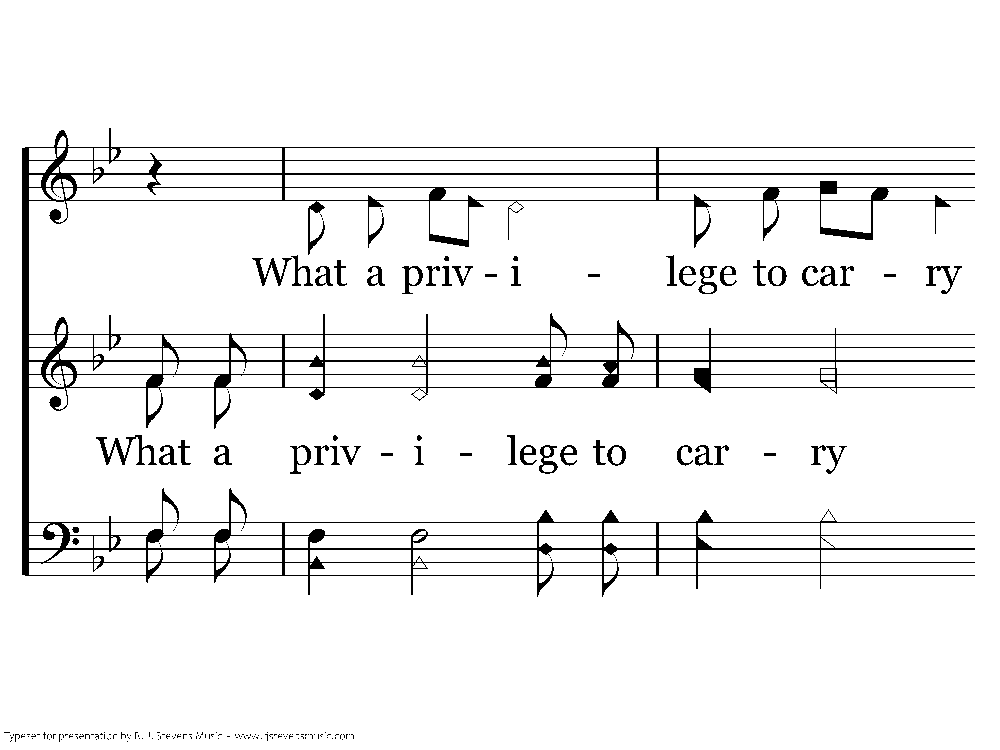 What a priv - i - lege to car - ry
What a priv - i - lege to car - ry
Typeset for presentation by R. J. Stevens Music - www.rjstevensmusic.com